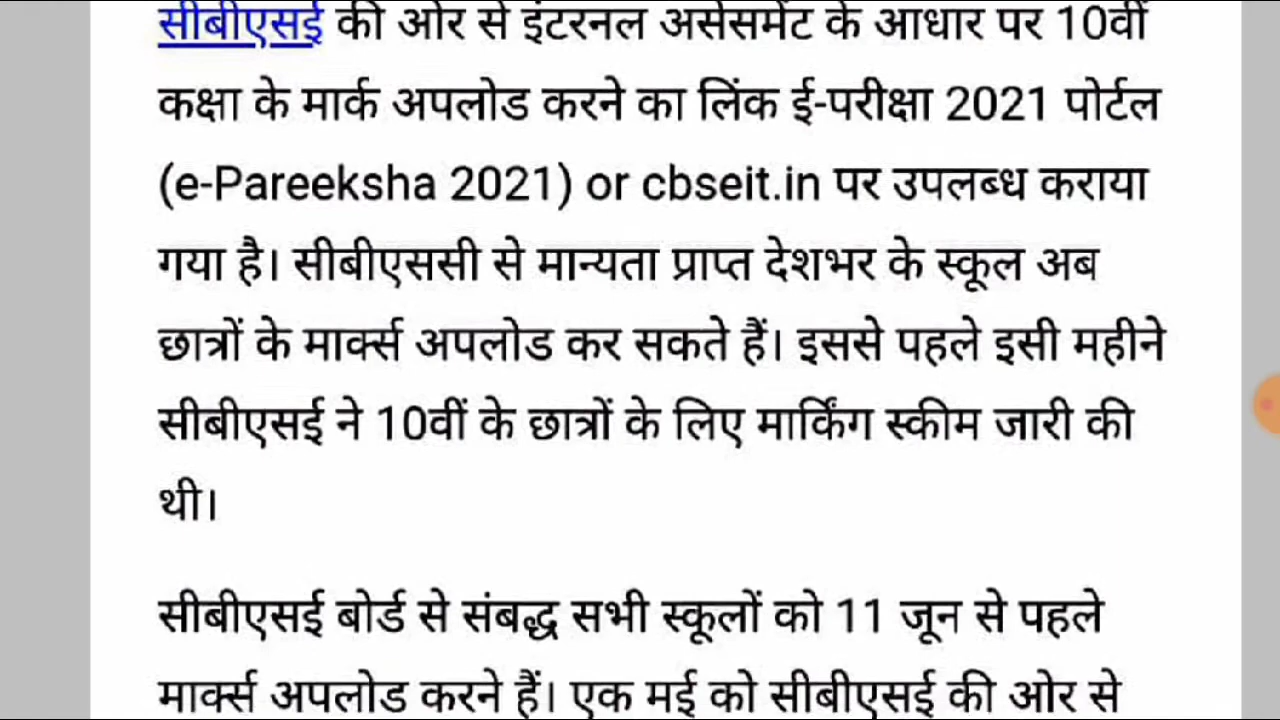 सीबीएसई की ओर से इंटरनल असेसमेंट के आधार पर 10वीं
कक्षा के मार्क अपलोड करने का लिंक ई-परीक्षा 2021 पोर्टल
(e-Pareeksha 2021) or cbseit.in पर उपलब्ध कराया
गया है। सीबीएससी से मान्यता प्राप्त देशभर के स्कूल अब
छात्रों के मार्क्स अपलोड कर सकते हैं। इससे पहले इसी महीने
सीबीएसई ने 10वीं के छात्रों के लिए मार्किंग स्कीम जारी की
थी।
सीबीएसई बोर्ड से संबद्ध सभी स्कूलों को 11 जून से पहले
मार्क्स अपलोड करने हैं। एक मई को सीबीएसई की ओर से